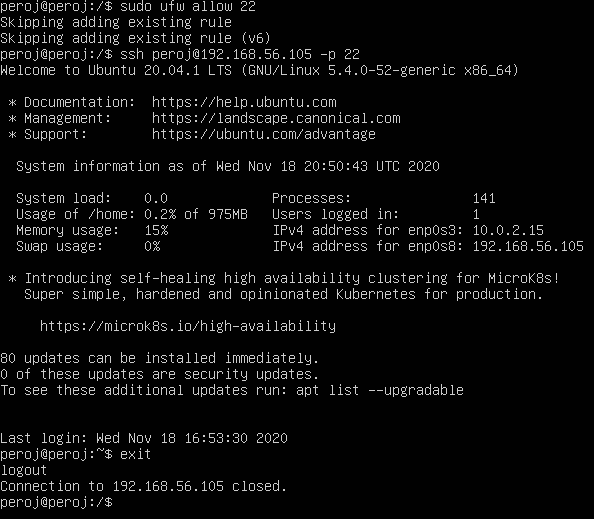 peroj@peroj:/$ sudo ufw allow 22
Skipping adding existing rule
Skipping adding existing rule (v6)
peroj@peroj:/$ ssh peroj@192.168.56.105 -p 22
Welcome to Ubuntu 20.04.1 LTS (GNU/Linux 5.4.0-52-generic x86_64)

 * Documentation:  https://help.ubuntu.com
 * Management:     https://landscape.canonical.com
 * Support:        https://ubuntu.com/advantage

  System information as of Wed Nov 18 20:50:43 UTC 2020

  System load:    0.0                Processes:               141
  Usage of /home: 0.2% of 975MB   Users logged in:         1
  Memory usage:   15%             IPv4 address for enp0s3: 10.0.2.15
  Swap usage:     0%              IPv4 address for enp0s8: 192.168.56.105

 * Introducing self-healing high availability clustering for MicroK8s!
   Super simple, hardened and opinionated Kubernetes for production.

     https://microk8s.io/high-availability

80 updates can be installed immediately.
0 of these updates are security updates.
To see these additional updates run: apt list --upgradable

Last login: Wed Nov 18 16:53:30 2020
peroj@peroj:~$ exit
logout
Connection to 192.168.56.105 closed.
peroj@peroj:/$